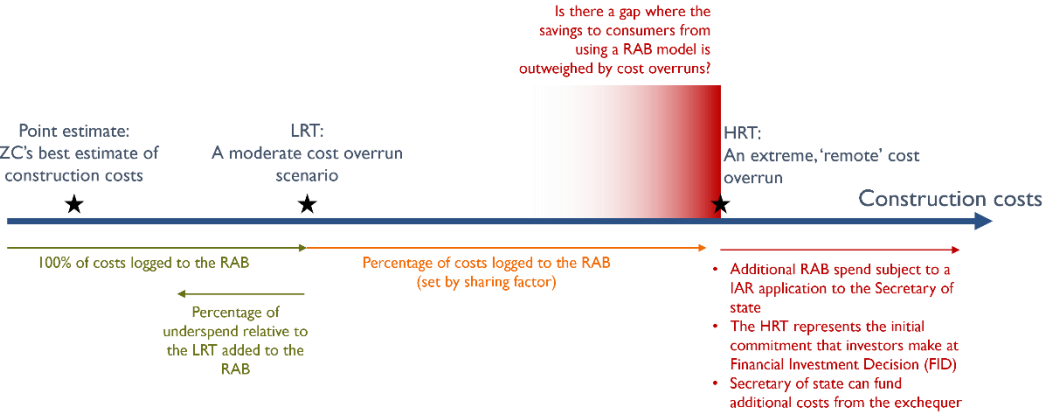 Is there a gap where the
savings to consumers from
using a RAB model is
outweighed by cost overruns?
Point estimate:
ZC's best estimate of
construction costs
LRT:
A moderate cost overrun
scenario
HRT:
An extreme, 'remote' cost
overrun
Construction costs
100% of costs logged to the RAB
Percentage of
underspend relative to
the LRT added to the
RAB
Percentage of costs logged to the RAB
(set by sharing factor)
• Additional RAB spend subject to a
IAR application to the Secretary of
state
• The HRT represents the initial
commitment that investors make at
Financial Investment Decision (FID)
• Secretary of state can fund
additional costs from the exchequer